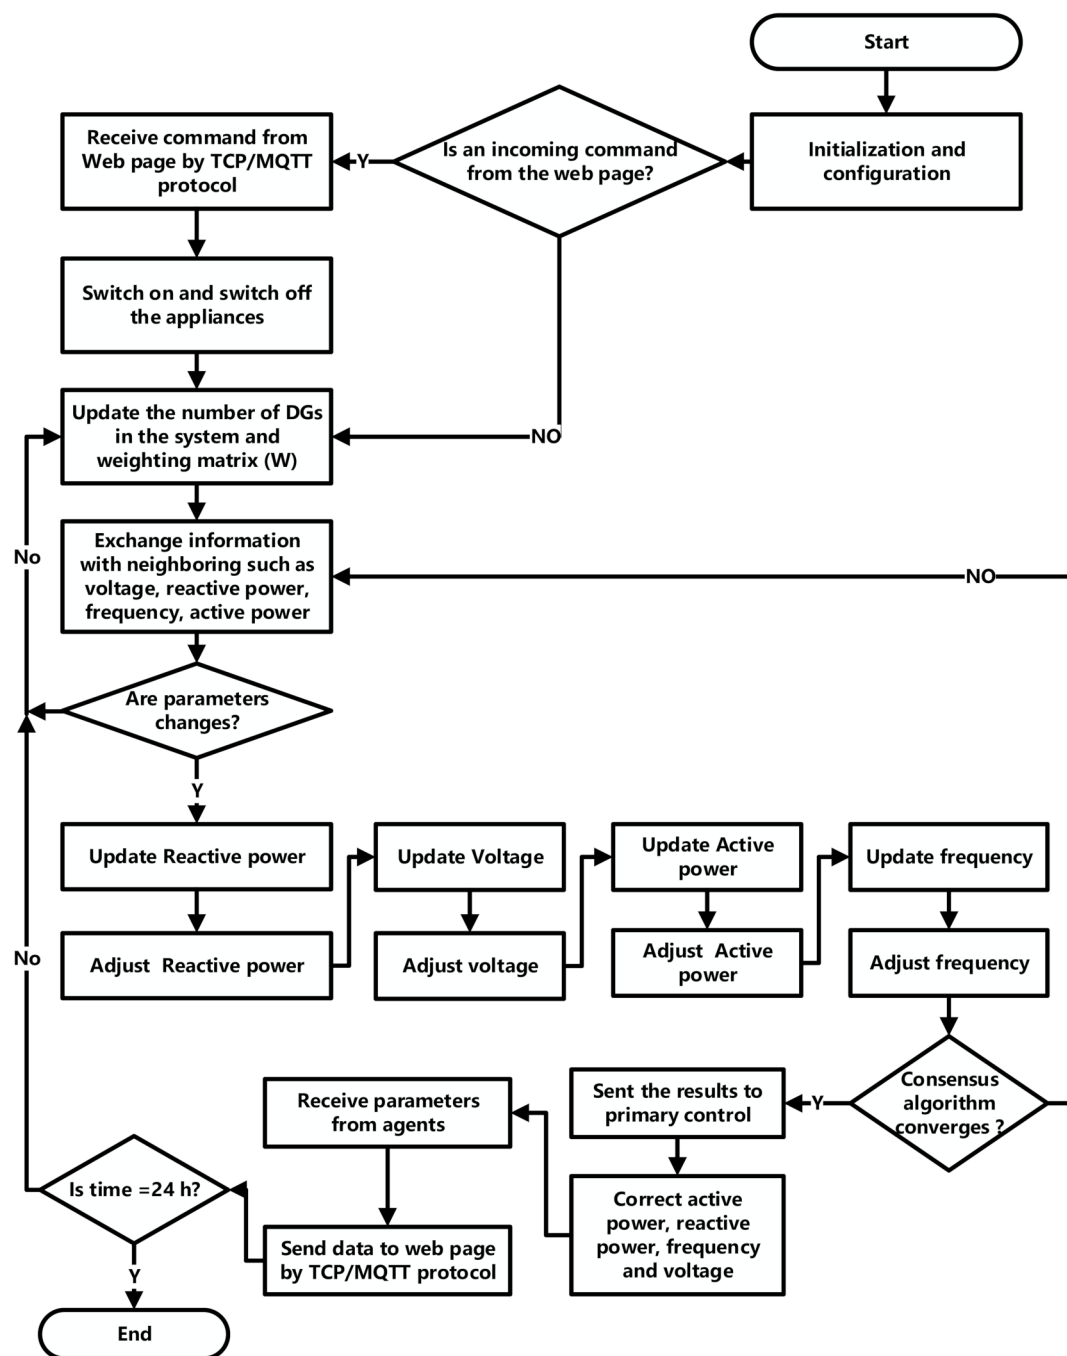 Start
Initialization and
configuration
Is an incoming command
from the web page?
Y
Receive command from
Web page by TCP/MQTT
protocol
Switch on and switch off
the appliances
NO
Update the number of DGs
in the system and
weighting matrix (W)
Exchange information
with neighboring such as
voltage, reactive power,
frequency, active power
No
NO
Are parameters
changes?
Y
Update Reactive power
Adjust  Reactive power
Update Voltage
Adjust voltage
Update Active
power
Adjust  Active
power
Update frequency
Adjust frequency
No
Consensus
algorithm
converges ?
Y
Sent the results to
primary control
Correct active
power, reactive
power, frequency
and voltage
Receive parameters
from agents
Send data to web page
by TCP/MQTT protocol
Is time =24 h?
Y
End